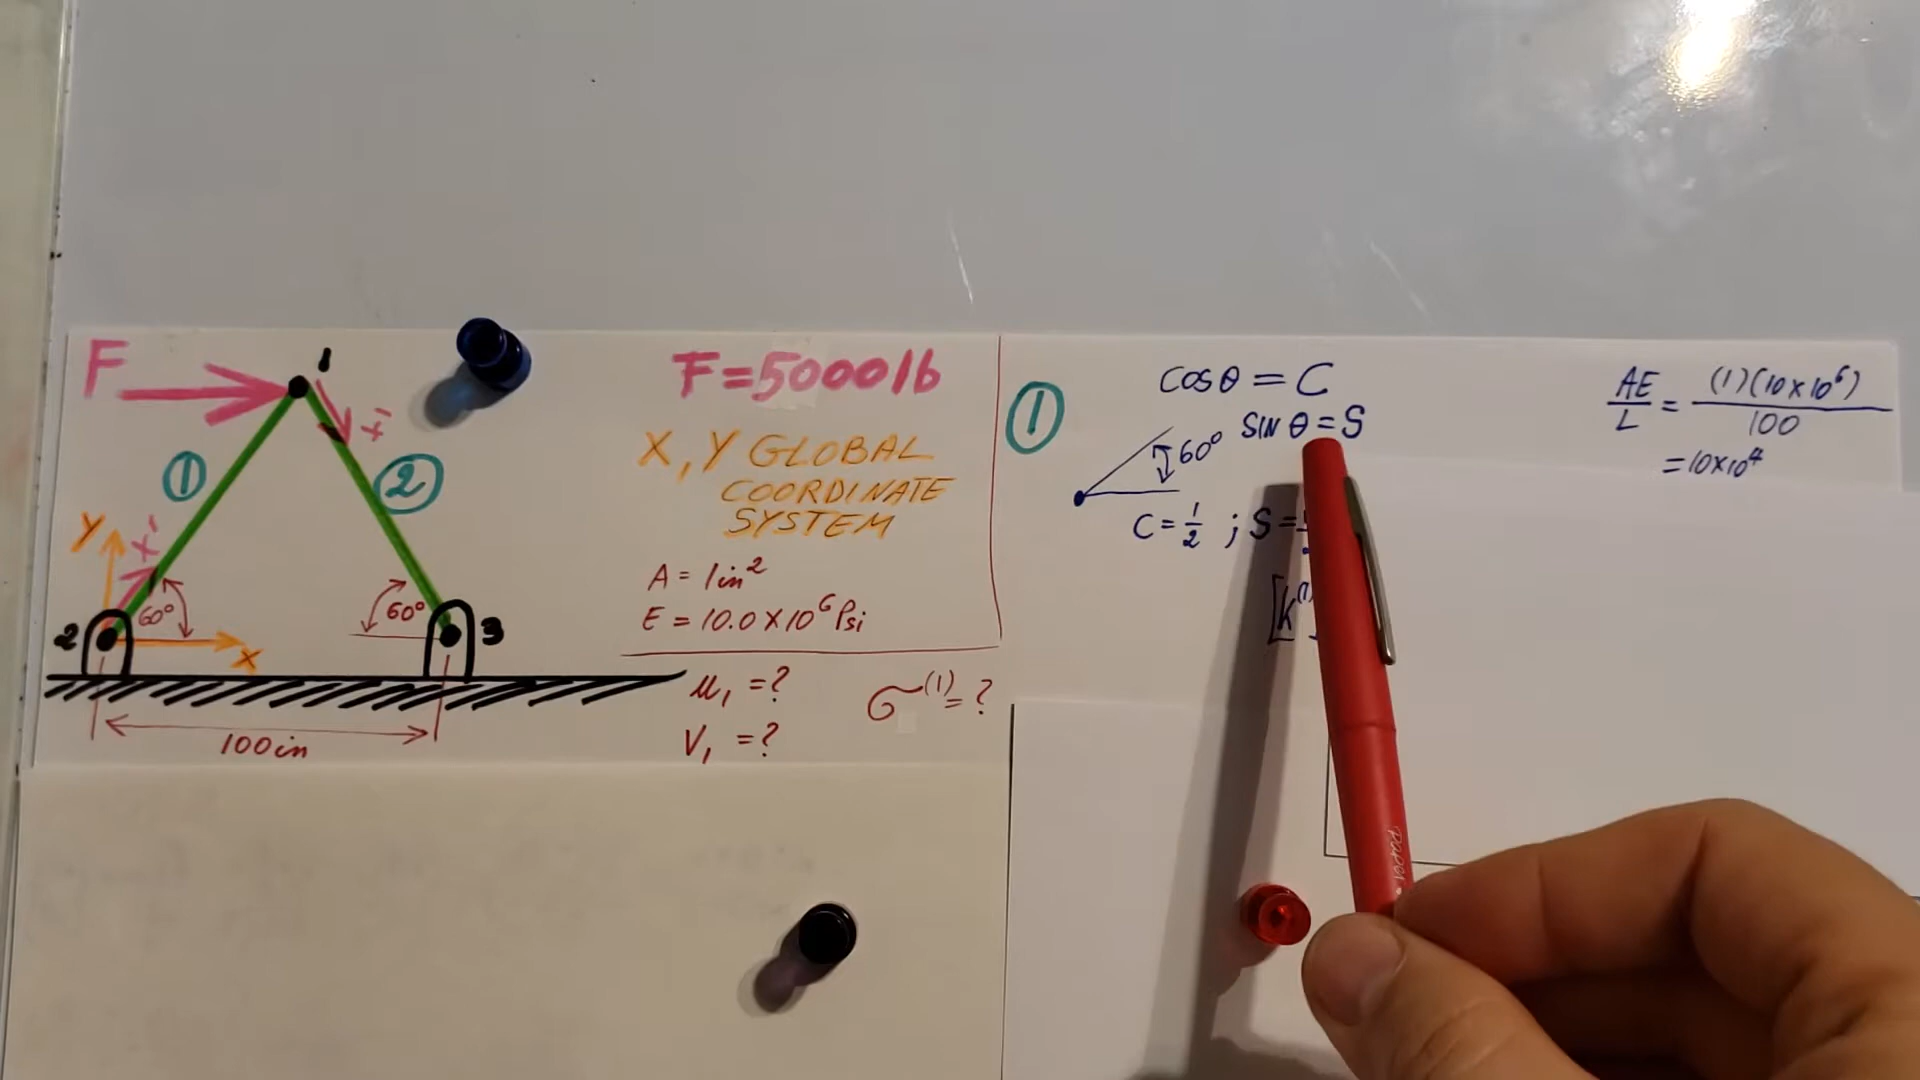 F
1
x'
1
2
Y
x'
60°
60°
2
3
x
100in
F=5000lb
X, Y GLOBAL
COORDINATE
SYSTEM
A = 1in²
E = 10.0 x 10⁶ Psi
u₁ = ?
σ⁽¹⁾ = ?
V₁ = ?
1
COS θ = C
SIN θ = S
60°
C = 1/2 ; S =
[k⁽¹⁾
AE/L = (1)(10x10⁶)/100
= 10x10⁴